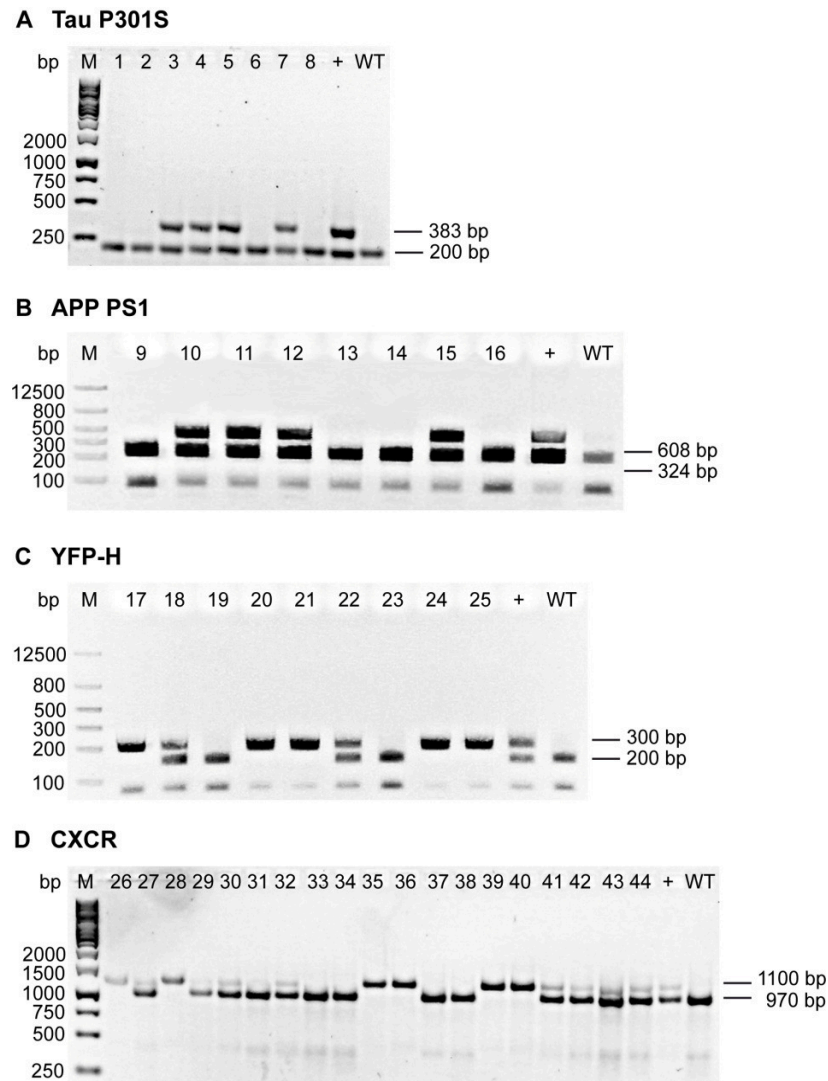 A Tau P301S
bp M 1 2 3 4 5 6 7 8 + WT
2000
1000
750
500
250
383 bp
200 bp
B APP PS1
bp M 9 10 11 12 13 14 15 16 + WT
12500
800
500
300
200
100
608 bp
324 bp
C YFP-H
bp M 17 18 19 20 21 22 23 24 25 + WT
12500
800
500
300
200
100
300 bp
200 bp
D CXCR
bp M 26 27 28 29 30 31 32 33 34 35 36 37 38 39 40 41 42 43 44 + WT
2000
1500
1000
750
500
250
1100 bp
970 bp